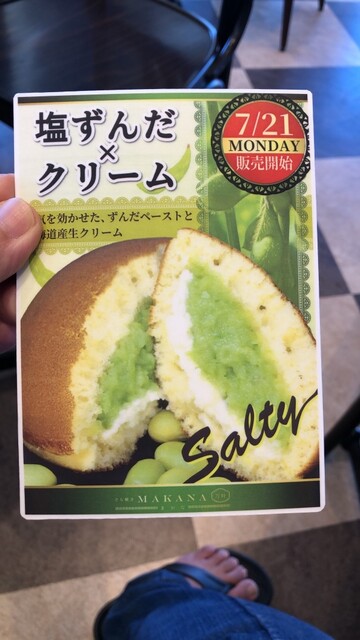 塩ずんだ
×
クリーム
7/21
MONDAY
販売開始
を効かせた、ずんだペーストと
海道産生クリーム
Salty
MAKANA